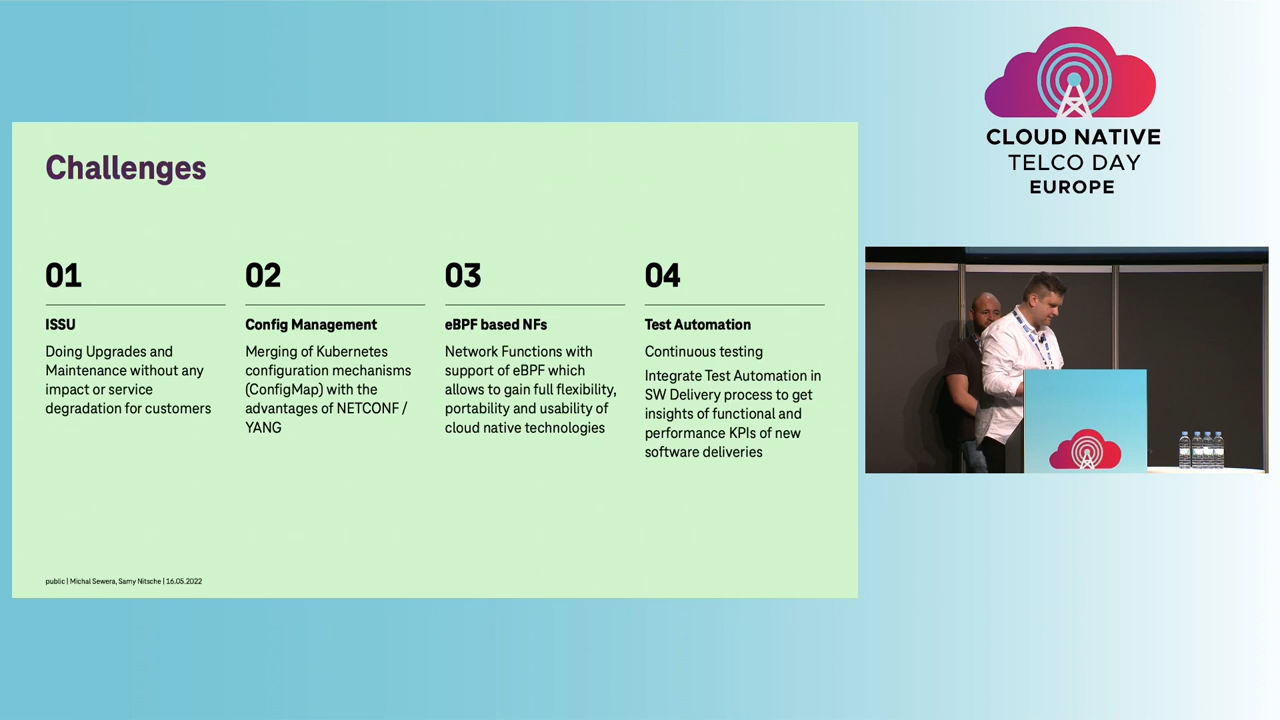 CLOUD NATIVE
TELCO DAY
EUROPE
Challenges
01
ISSU
Doing Upgrades and
Maintenance without any
impact or service
degradation for customers
02
Config Management
Merging of Kubernetes
configuration mechanisms
(ConfigMap) with the
advantages of NETCONF /
YANG
03
eBPF based NFs
Network Functions with
support of eBPF which
allows to gain full flexibility,
portability and usability of
cloud native technologies
04
Test Automation
Continuous testing
Integrate Test Automation in
SW Delivery process to get
insights of functional and
performance KPIs of new
software deliveries
public | Michal Sewera, Samy Nitsche | 16.05.2022